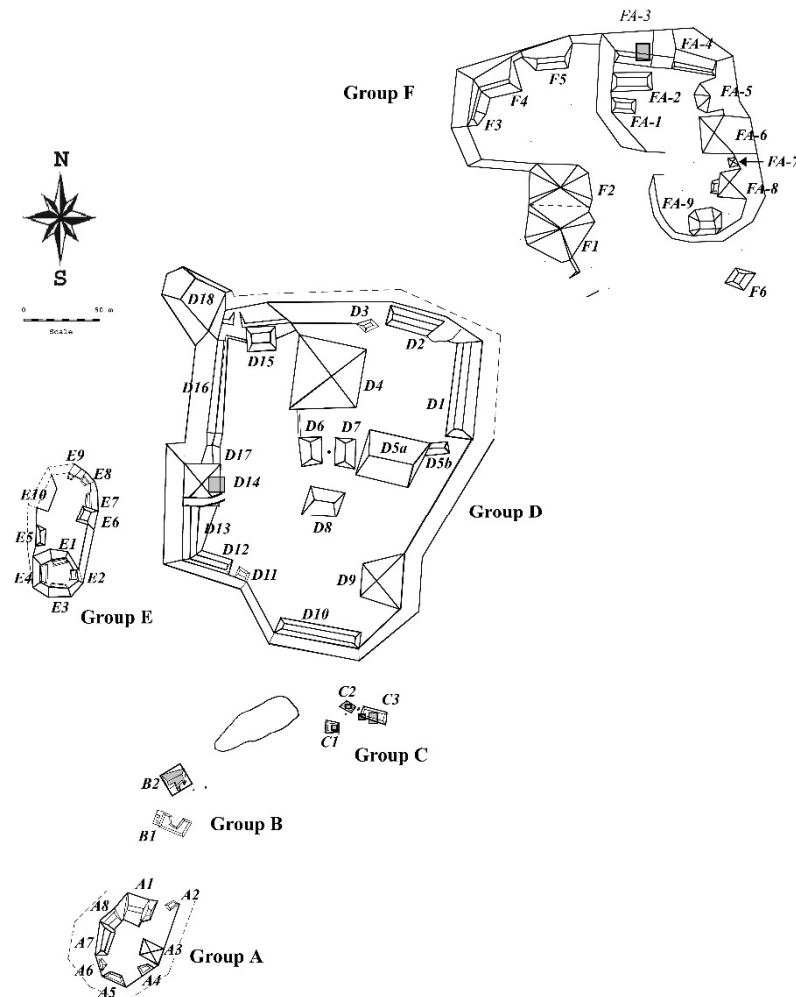 FA-3
FA-4
F5
Group F
F4
FA-2
FA-5
F3
FA-1
FA-6
FA-7
N
F2
FA-8
FA-9
F1
S
F6
D18
0 50 m
Scale
D3
D2
D15
D4
D16
D1
D6
D7
D5a
D5b
D17
D14
E9
E8
E10
E7
E6
D8
Group D
D13
E5
E1
D12
D9
D11
E4
E2
E3
Group E
D10
C2
C3
C1
Group C
B2
Group B
B1
A1
A2
A8
A7
A3
Group A
A6
A4
A5